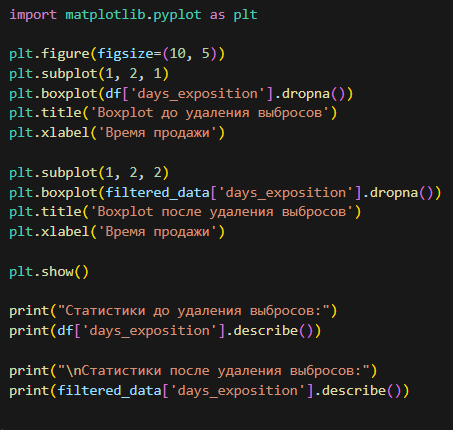 import matplotlib.pyplot as plt

plt.figure(figsize=(10, 5))
plt.subplot(1, 2, 1)
plt.boxplot(df['days_exposition'].dropna())
plt.title('Boxplot до удаления выбросов')
plt.xlabel('Время продажи')

plt.subplot(1, 2, 2)
plt.boxplot(filtered_data['days_exposition'].dropna())
plt.title('Boxplot после удаления выбросов')
plt.xlabel('Время продажи')

plt.show()

print("Статистики до удаления выбросов:")
print(df['days_exposition'].describe())

print("\nСтатистики после удаления выбросов:")
print(filtered_data['days_exposition'].describe())